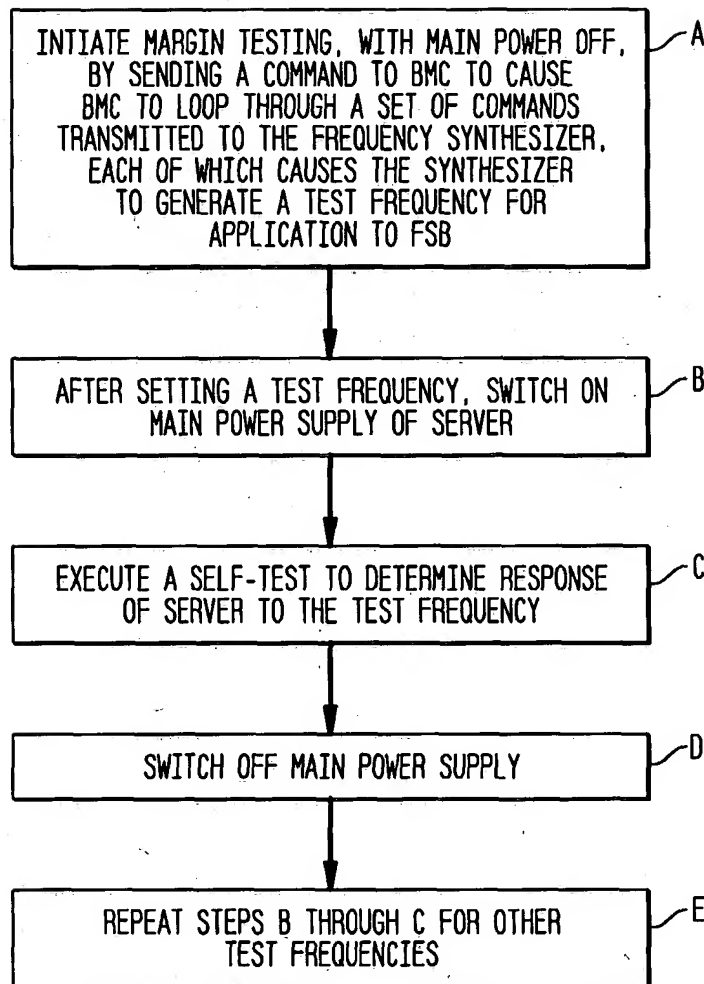 INTIATE MARGIN TESTING, WITH MAIN POWER OFF,
BY SENDING A COMMAND TO BMC TO CAUSE
BMC TO LOOP THROUGH A SET OF COMMANDS
TRANSMITTED TO THE FREQUENCY SYNTHESIZER,
EACH OF WHICH CAUSES THE SYNTHESIZER
TO GENERATE A TEST FREQUENCY FOR
APPLICATION TO FSB
A
AFTER SETTING A TEST FREQUENCY, SWITCH ON
MAIN POWER SUPPLY OF SERVER
B
EXECUTE A SELF-TEST TO DETERMINE RESPONSE
OF SERVER TO THE TEST FREQUENCY
C
SWITCH OFF MAIN POWER SUPPLY
D
REPEAT STEPS B THROUGH C FOR OTHER
TEST FREQUENCIES
E